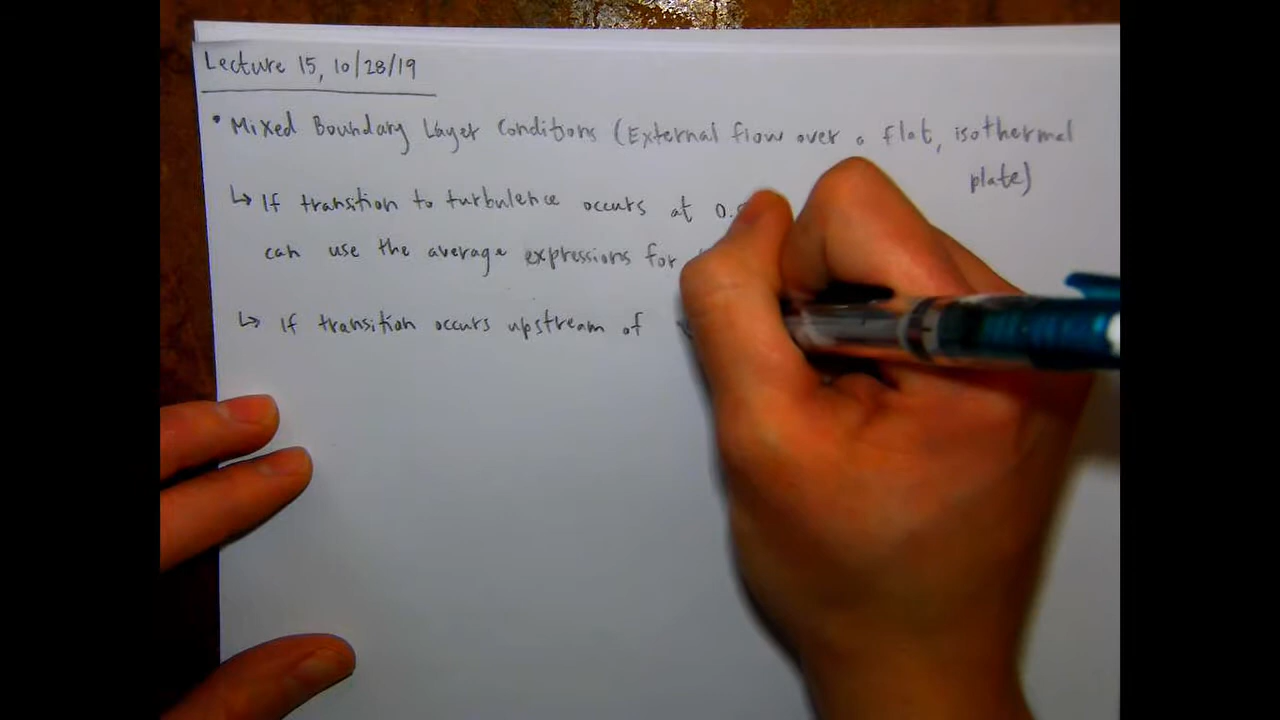 Lecture 15, 10/28/19
• Mixed Boundary Layer Conditions (External flow over a flat, isothermal
plate)
↳ If transition to turbulence occurs at 0.
can use the average expressions for
↳ If transition occurs upstream of